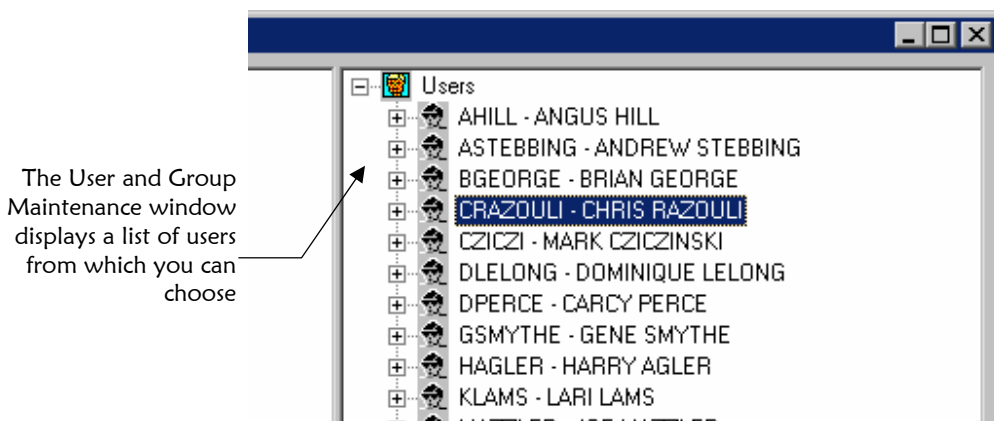 Users
AHILL - ANGUS HILL
ASTEBBING - ANDREW STEBBING
BGEORGE - BRIAN GEORGE
CRAZOULI - CHRIS RAZOULI
CZICZI - MARK CZICZINSKI
DLELONG - DOMINIQUE LELONG
DPERCE - CARCY PERCE
GSMYTHE - GENE SMYTHE
HAGLER - HARRY AGLER
KLAMS - LARI LAMS
The User and Group
Maintenance window
displays a list of users
from which you can
choose